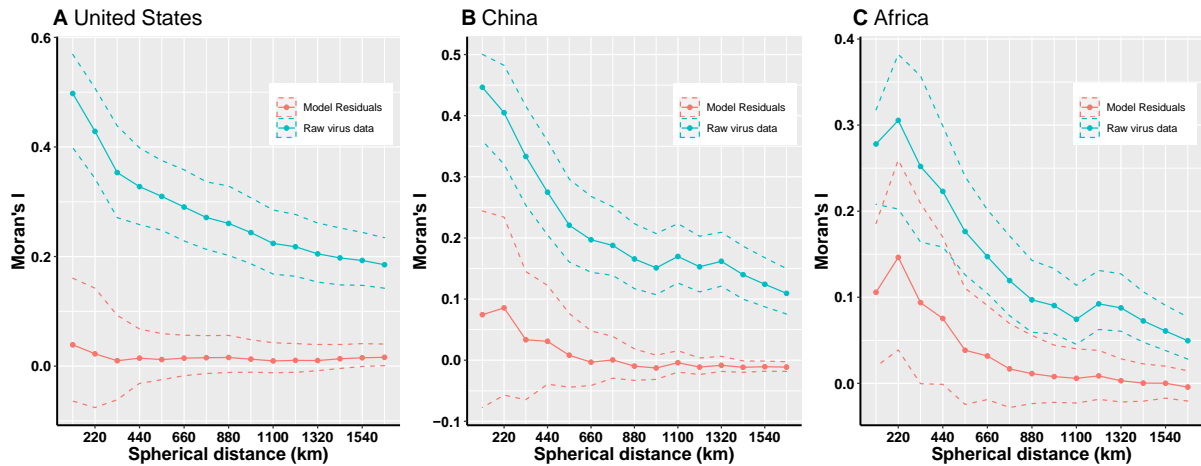 A United States
Moran's I
0.6
0.4
0.2
0.0
Model Residuals
Raw virus data
220 440 660 880 1100 1320 1540
Spherical distance (km)
B China
Moran's I
0.5
0.4
0.3
0.2
0.1
0.0
−0.1
Model Residuals
Raw virus data
220 440 660 880 1100 1320 1540
Spherical distance (km)
C Africa
Moran's I
0.4
0.3
0.2
0.1
0.0
Model Residuals
Raw virus data
220 440 660 880 1100 1320 1540
Spherical distance (km)